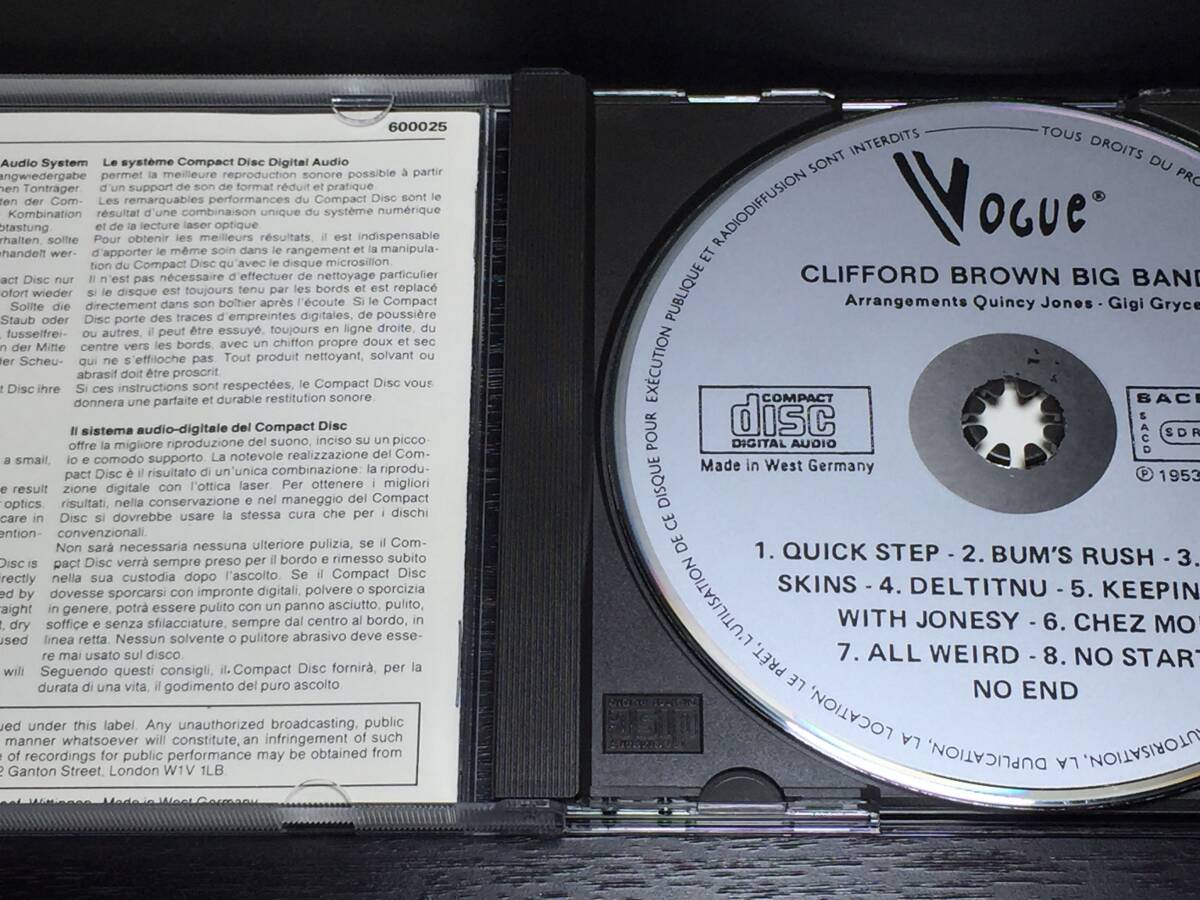 600025
Audio System
angwiedergabe
hen Tonträger.
ten der Com-
Kombination
btastung.
rhalten, sollte
ehandelt wer-
act Disc nur
ofort wieder
Sollte die
Staub oder
, fusselfrei-
n der Mitte
der Scheu-
t Disc ihre
a small,
e result
optics.
care in
ention-
Disc is
rectly
ed by
raight
t, dry
used
will
Le système Compact Disc Digital Audio
permet la meilleure reproduction sonore possible à partir
d'un support de son de format réduit et pratique.
Les remarquables performances du Compact Disc sont le
résultat d'une combinaison unique du système numérique
et de la lecture laser optique.
Pour obtenir les meilleurs résultats, il est indispensable
d'apporter le même soin dans le rangement et la manipula-
tion du Compact Disc qu'avec le disque microsillon.
Il n'est pas nécessaire d'effectuer de nettoyage particulier
si le disque est toujours tenu par les bords et est replacé
directement dans son boîtier après l'écoute. Si le Compact
Disc porte des traces d'empreintes digitales, de poussière
ou autres, il peut être essuyé, toujours en ligne droite, du
centre vers les bords, avec un chiffon propre doux et sec
qui ne s'effiloche pas. Tout produit nettoyant, solvant ou
abrasif doit être proscrit.
Si ces instructions sont respectées, le Compact Disc vous
donnera une parfaite et durable restitution sonore.
Il sistema audio-digitale del Compact Disc
offre la migliore riproduzione del suono, inciso su un picco-
lo e comodo supporto. La notevole realizzazione del Com-
pact Disc è il risultato di un'unica combinazione: la riprodu-
zione digitale con l'ottica laser. Per ottenere i migliori
risultati, nella conservazione e nel maneggio del Compact
Disc si dovrebbe usare la stessa cura che per i dischi
convenzionali.
Non sarà necessaria nessuna ulteriore pulizia, se il Com-
pact Disc verrà sempre preso per il bordo e rimesso subito
nella sua custodia dopo l'ascolto. Se il Compact Disc
dovesse sporcarsi con impronte digitali, polvere o sporcizia
in genere, potrà essere pulito con un panno asciutto, pulito,
soffice e senza sfilacciature, sempre dal centro al bordo, in
linea retta. Nessun solvente o pulitore abrasivo deve esse-
re mai usato sul disco.
Seguendo questi consigli, il Compact Disc fornirà, per la
durata di una vita, il godimento del puro ascolto.
ued under this label. Any unauthorized broadcasting, public
manner whatsoever will constitute an infringement of such
e of recordings for public performance may be obtained from
2 Ganton Street, London W1V 1LB.
Made in West Germany
TOUS DROITS DU PRO
AUTORISATION, LA DUPLICATION, LA LOCATION, LE PRÊT, L'UTILISATION DE CE DISQUE POUR EXÉCUTION PUBLIQUE ET RADIODIFFUSION SONT INTERDITS
VOGUE®
CLIFFORD BROWN BIG BAND
Arrangements Quincy Jones - Gigi Gryce
COMPACT
disc
DIGITAL AUDIO
Made in West Germany
SACE
SACD
SDR
℗ 1953
1. QUICK STEP - 2. BUM'S RUSH - 3.
SKINS - 4. DELTITNU - 5. KEEPIN
WITH JONESY - 6. CHEZ MO
7. ALL WEIRD - 8. NO START
NO END